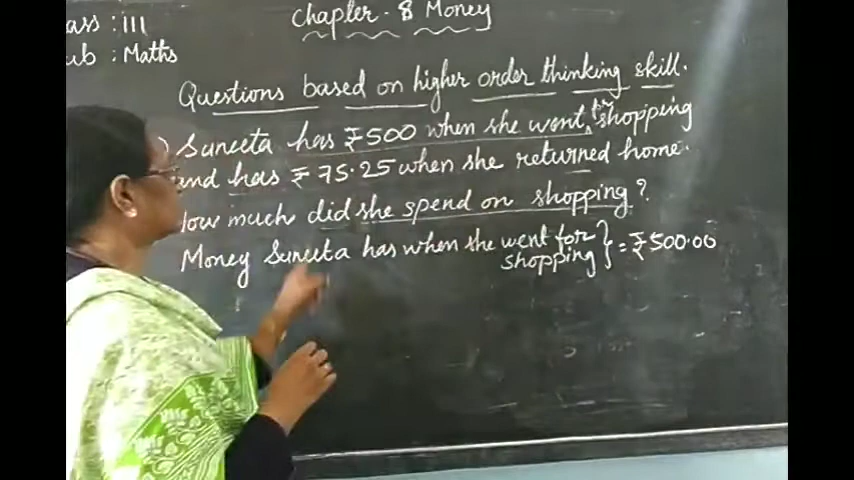 ass : III
ub : Maths
Chapter - 8 Money
Questions based on higher order thinking skill.
) Suneeta has ₹500 when she went for shopping
and has ₹ 75.25 when she returned home.
How much did she spend on shopping?
Money Suneeta has when she went for
shopping } = ₹500.00